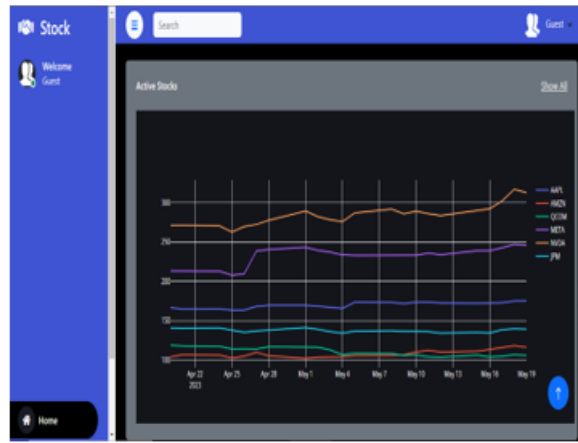 Stock
Search
Guest
Welcome
Guest
Active Stocks
Show All
300
250
200
150
100
Apr 22
2023
Apr 25
Apr 28
May 1
May 4
May 7
May 10
May 13
May 16
May 19
AAPL
AMZN
QCOM
META
NVDA
JPM
Home